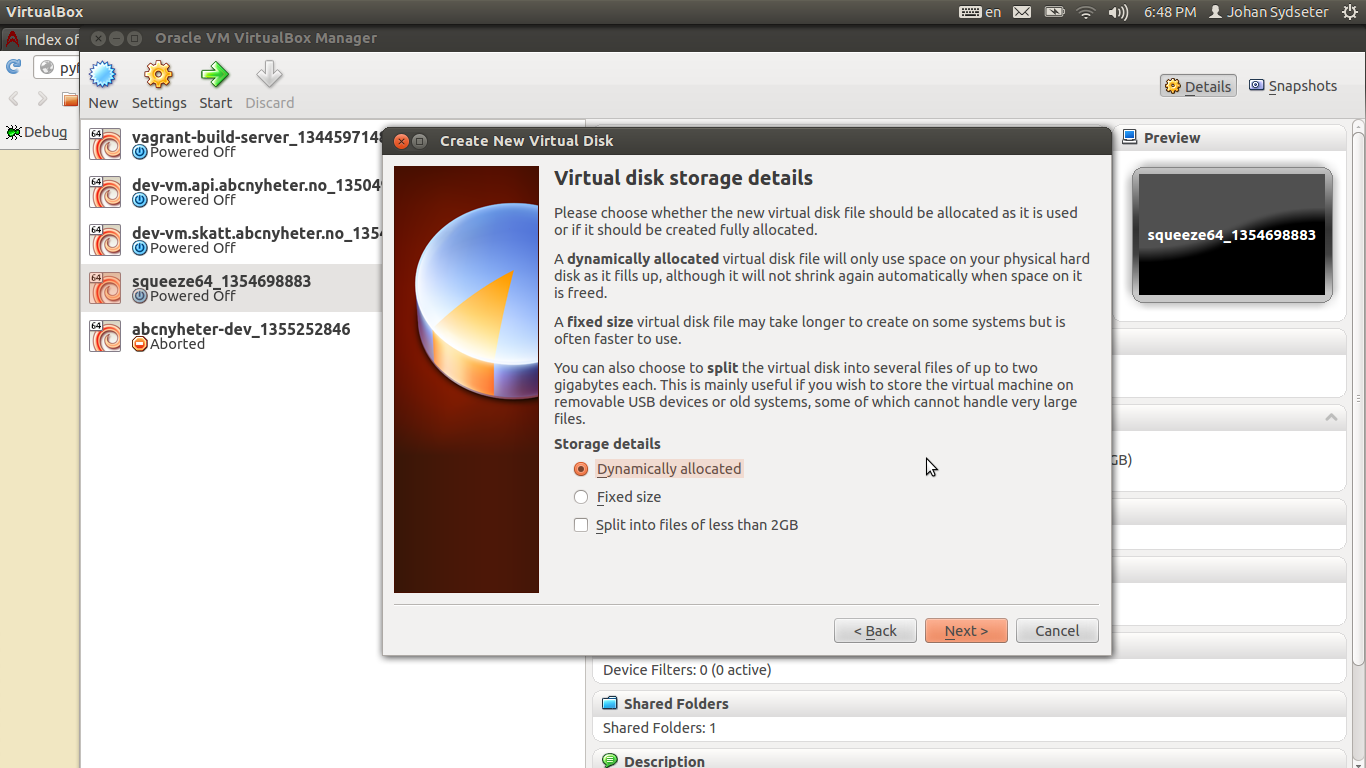 VirtualBox
en
6:48 PM
Johan Sydseter
Index of
Oracle VM VirtualBox Manager
New
Settings
Start
Discard
Details
Snapshots
Debug
64
vagrant-build-server_134459714
Powered Off
64
dev-vm.api.abcnyheter.no_13504
Powered Off
64
dev-vm.skatt.abcnyheter.no_1354
Powered Off
64
squeeze64_1354698883
Powered Off
64
abcnyheter-dev_1355252846
Aborted
Create New Virtual Disk
Virtual disk storage details
Please choose whether the new virtual disk file should be allocated as it is used
or if it should be created fully allocated.
A dynamically allocated virtual disk file will only use space on your physical hard
disk as it fills up, although it will not shrink again automatically when space on it
is freed.
A fixed size virtual disk file may take longer to create on some systems but is
often faster to use.
You can also choose to split the virtual disk into several files of up to two
gigabytes each. This is mainly useful if you wish to store the virtual machine on
removable USB devices or old systems, some of which cannot handle very large
files.
Storage details
Dynamically allocated
Fixed size
Split into files of less than 2GB
< Back
Next >
Cancel
Preview
squeeze64_1354698883
GB)
Device Filters: 0 (0 active)
Shared Folders
Shared Folders: 1
Description